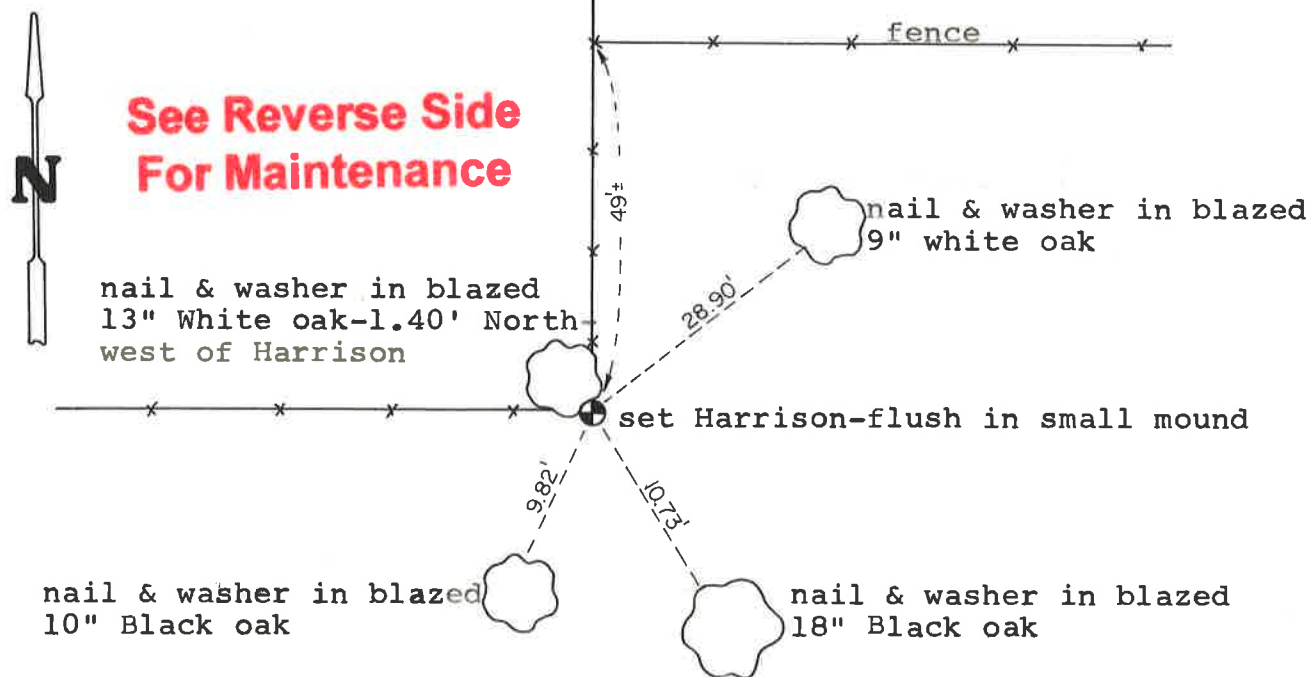 fence
See Reverse Side
For Maintenance
N
49'±
nail & washer in blazed
9" white oak
28.90'
nail & washer in blazed
13" White oak-1.40' North-
west of Harrison
set Harrison-flush in small mound
9.82'
10.73'
nail & washer in blazed
10" Black oak
nail & washer in blazed
18" Black oak